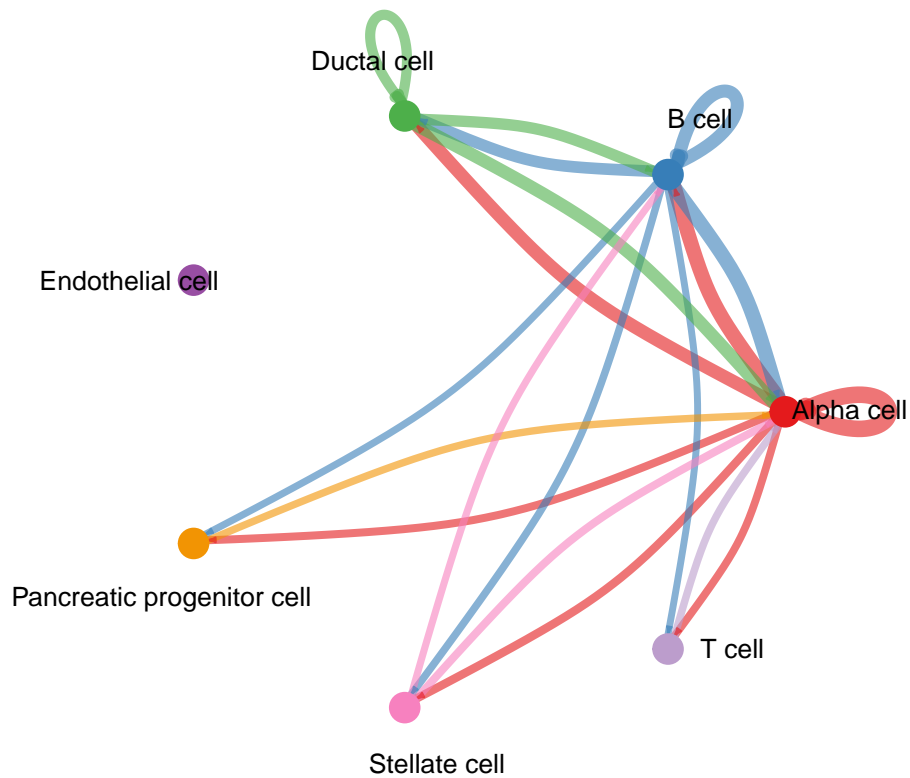 Ductal cell
B cell
Endothelial cell
Alpha cell
Pancreatic progenitor cell
T cell
Stellate cell